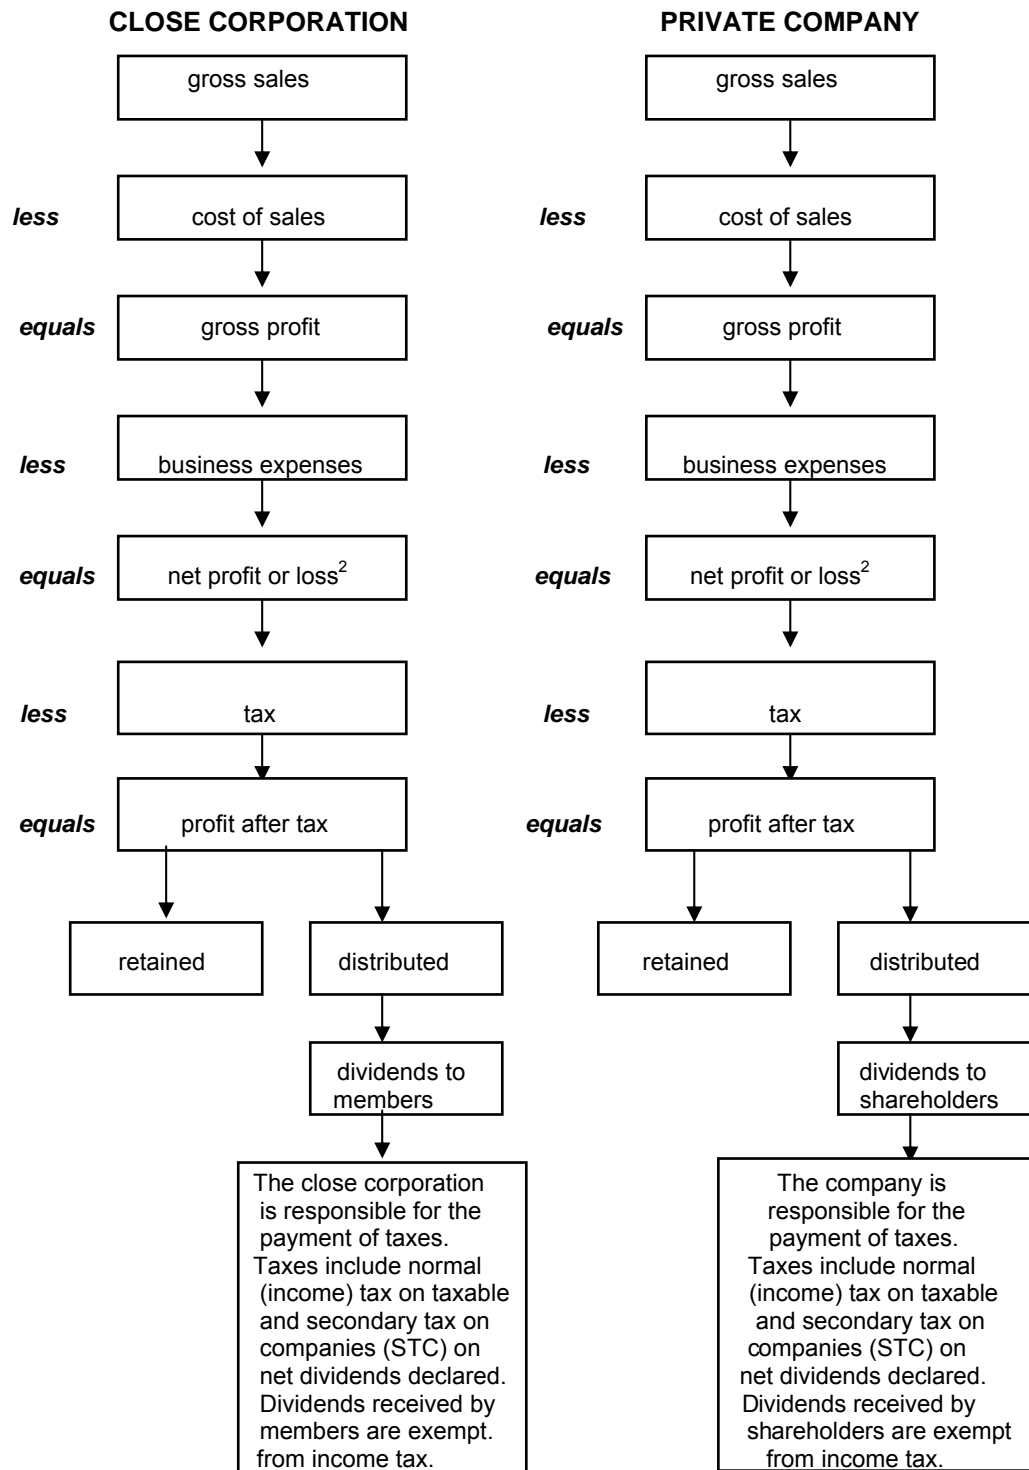 CLOSE CORPORATION
gross sales
less
cost of sales
equals
gross profit
less
business expenses
equals
net profit or loss2
less
tax
equals
profit after tax
retained
distributed
dividends to
members
The close corporation
is responsible for the
payment of taxes.
Taxes include normal
(income) tax on taxable
and secondary tax on
companies (STC) on
net dividends declared.
Dividends received by
members are exempt.
from income tax.
PRIVATE COMPANY
gross sales
less
cost of sales
equals
gross profit
less
business expenses
equals
net profit or loss2
less
tax
equals
profit after tax
retained
distributed
dividends to
shareholders
The company is
responsible for the
payment of taxes.
Taxes include normal
(income) tax on taxable
and secondary tax on
companies (STC) on
net dividends declared.
Dividends received by
shareholders are exempt
from income tax.